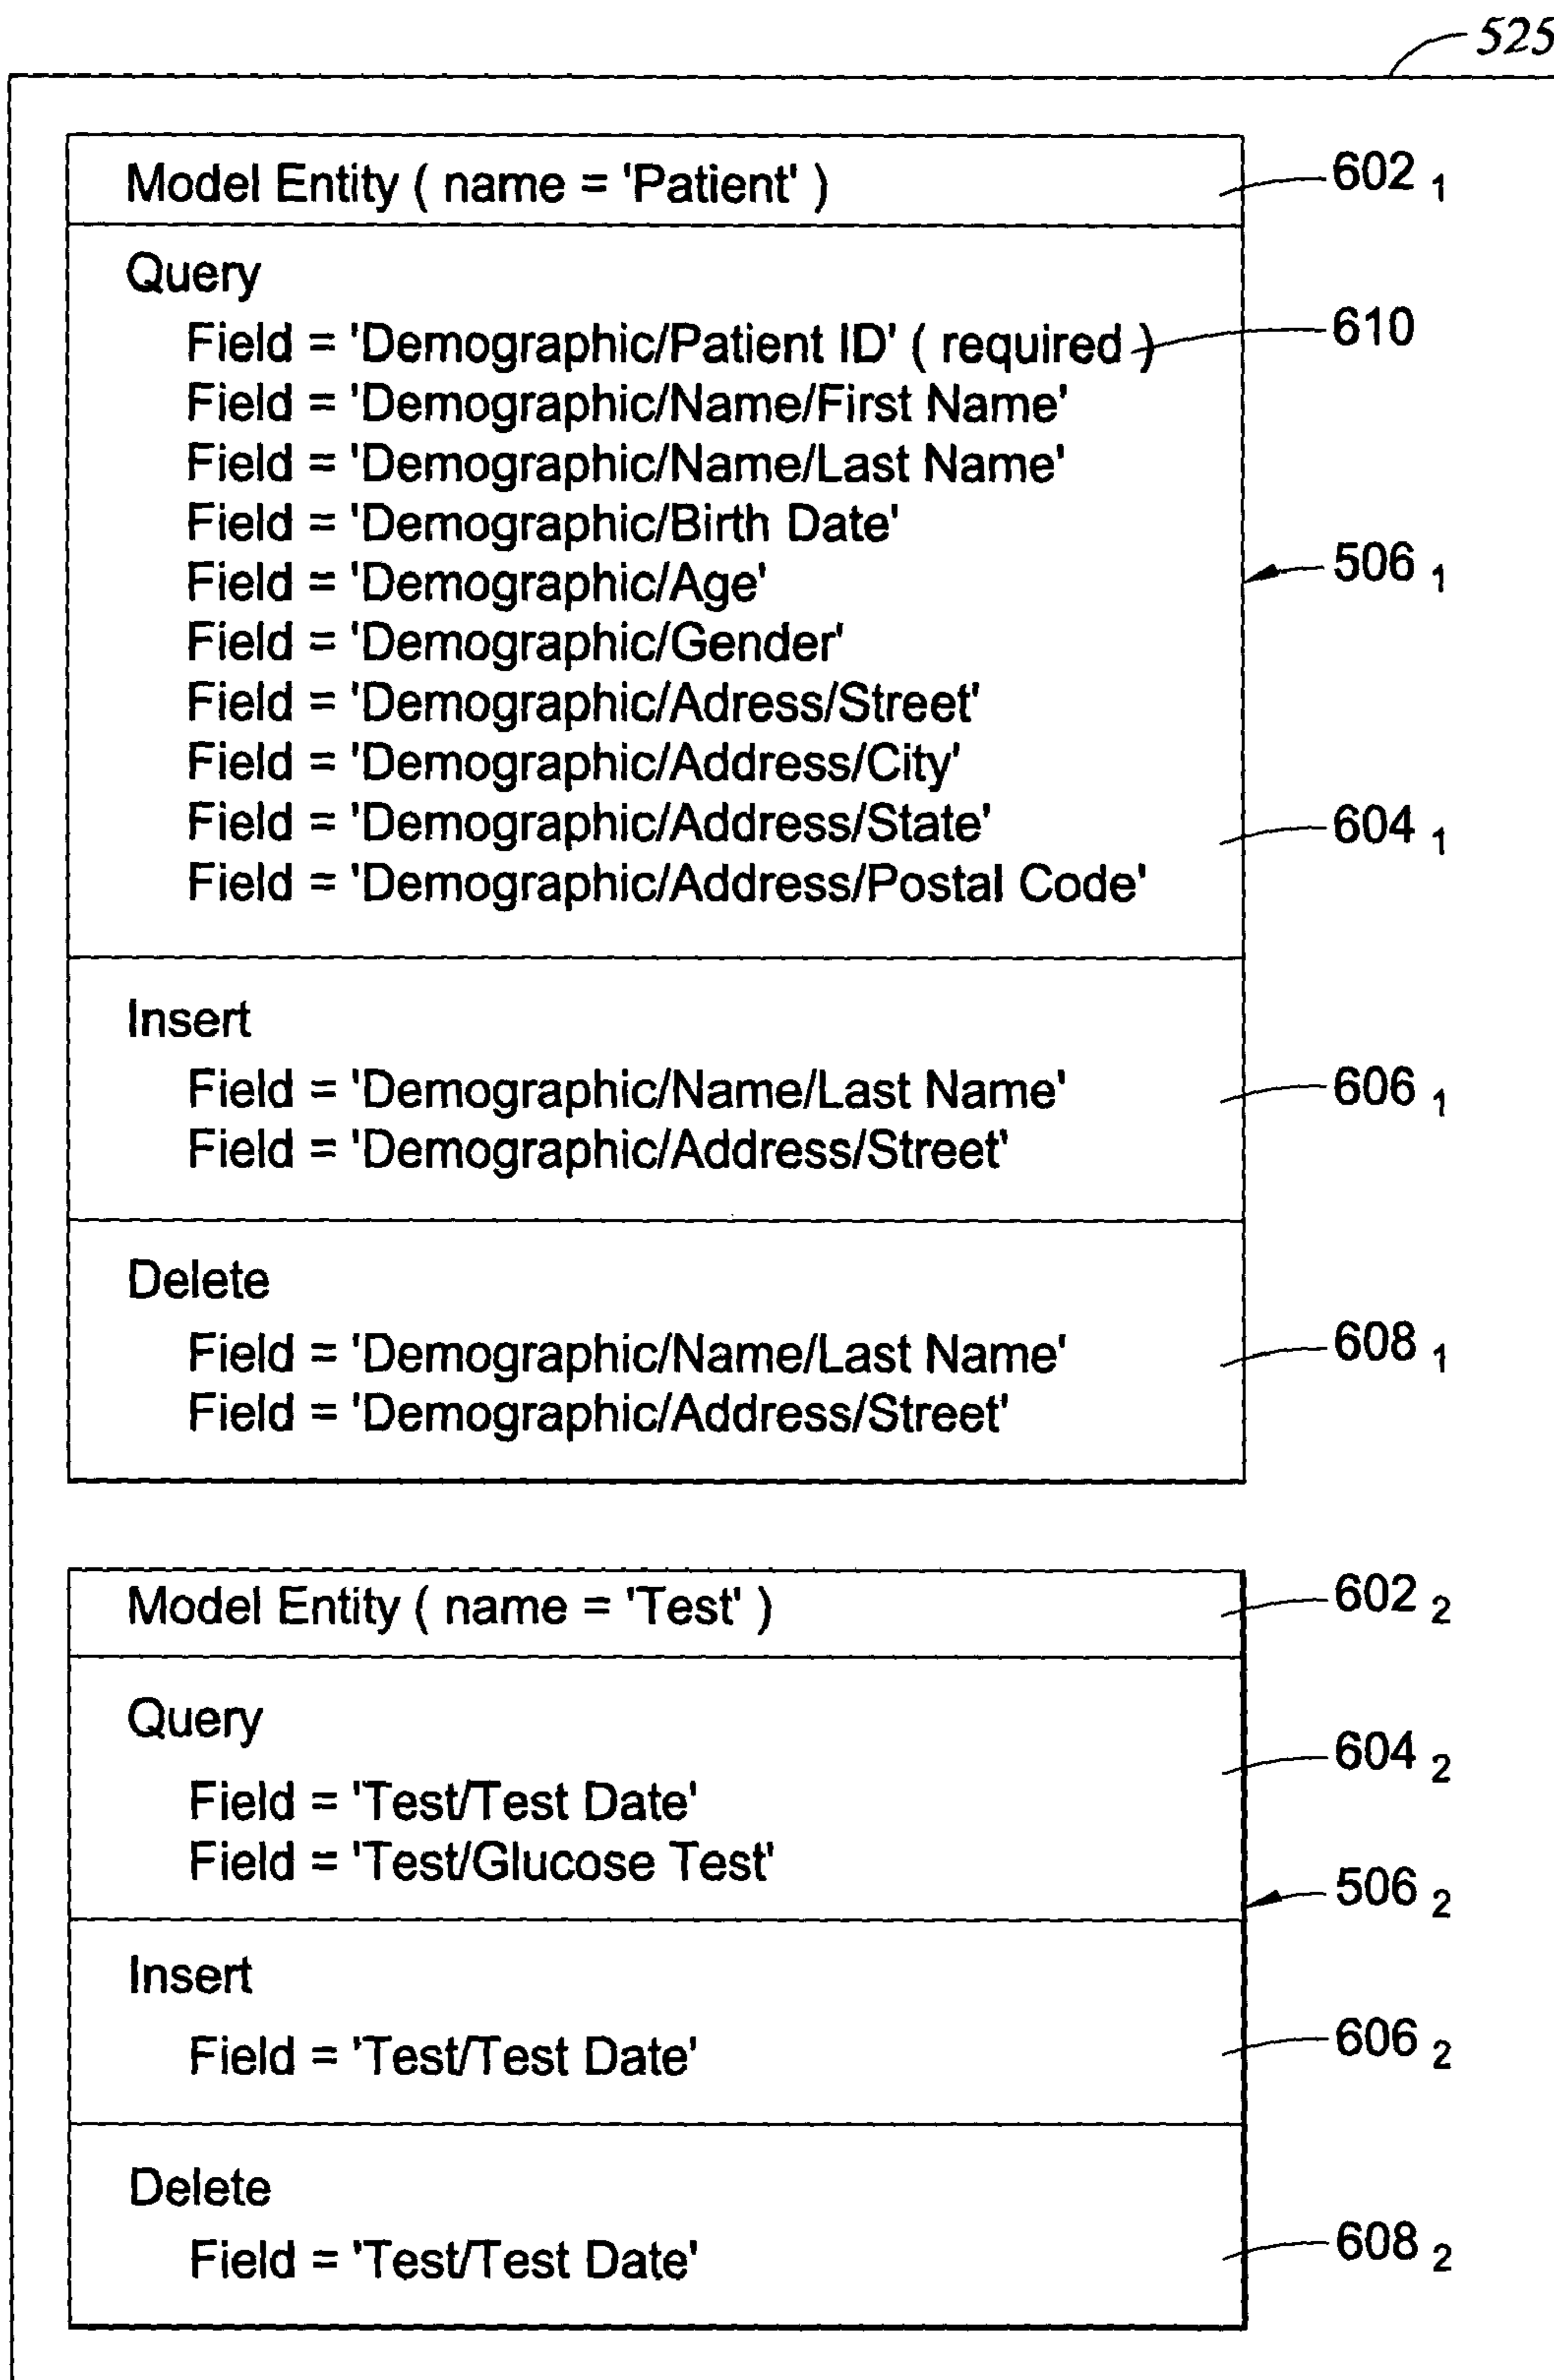 525
Model Entity ( name = 'Patient' ) 602 1
Query
Field = 'Demographic/Patient ID' ( required ) 610
Field = 'Demographic/Name/First Name'
Field = 'Demographic/Name/Last Name'
Field = 'Demographic/Birth Date'
Field = 'Demographic/Age' 506 1
Field = 'Demographic/Gender'
Field = 'Demographic/Adress/Street'
Field = 'Demographic/Address/City'
Field = 'Demographic/Address/State' 604 1
Field = 'Demographic/Address/Postal Code'
Insert
Field = 'Demographic/Name/Last Name' 606 1
Field = 'Demographic/Address/Street'
Delete
Field = 'Demographic/Name/Last Name' 608 1
Field = 'Demographic/Address/Street'
Model Entity ( name = 'Test' ) 602 2
Query
604 2
Field = 'Test/Test Date'
Field = 'Test/Glucose Test'
506 2
Insert
Field = 'Test/Test Date' 606 2
Delete
Field = 'Test/Test Date' 608 2